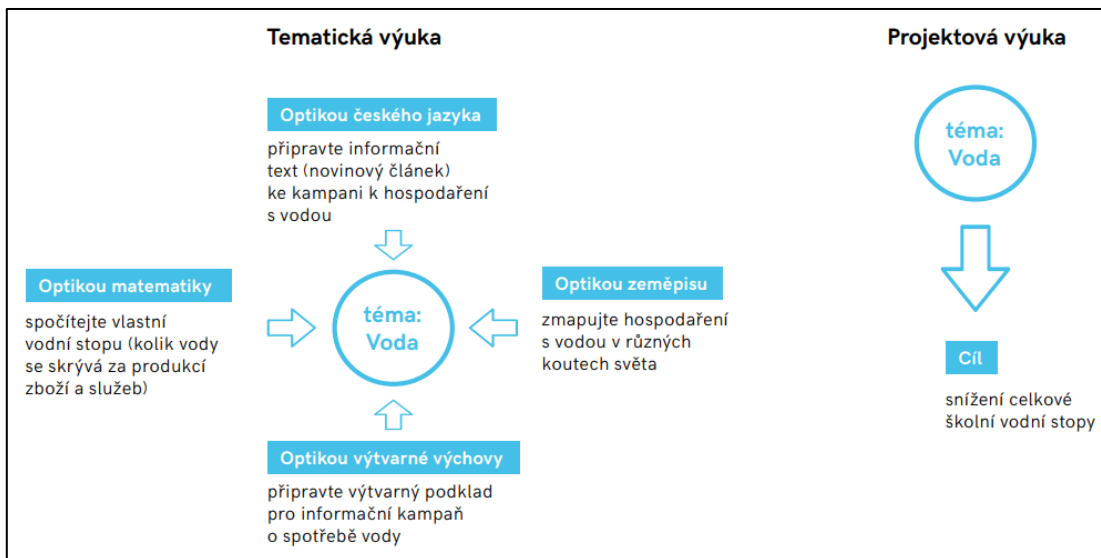 Tematická výuka
Optikou českého jazyka
připravte informační
text (novinový článek)
ke kampani k hospodaření
s vodou
Optikou matematiky
spočítejte vlastní
vodní stopu (kolik vody
se skrývá za produkcí
zboží a služeb)
téma:
Voda
Optikou zeměpisu
zmapujte hospodaření
s vodou v různých
koutech světa
Optikou výtvarné výchovy
připravte výtvarný podklad
pro informační kampaň
o spotřebě vody
Projektová výuka
téma:
Voda
Cíl
snížení celkové
školní vodní stopy